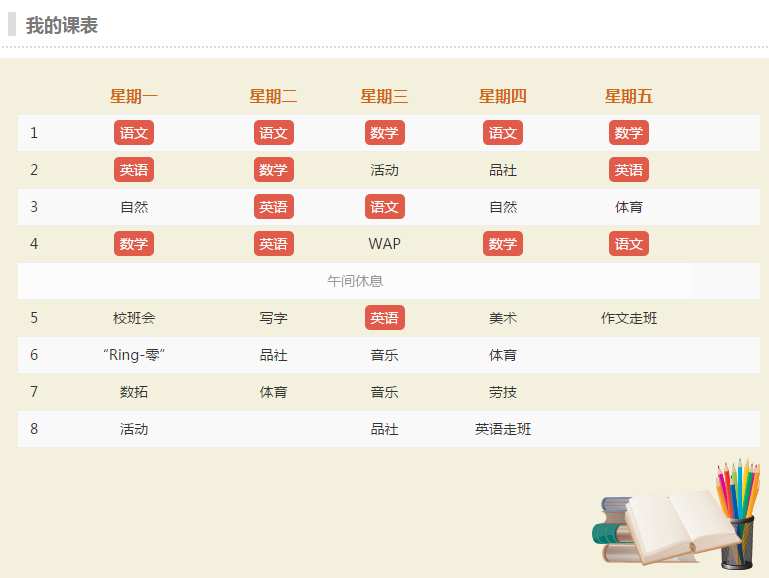 我的课表
星期一 星期二 星期三 星期四 星期五
1 语文 语文 数学 语文 数学
2 英语 数学 活动 品社 英语
3 自然 英语 语文 自然 体育
4 数学 英语 WAP 数学 语文
午间休息
5 校班会 写字 英语 美术 作文走班
6 “Ring-零” 品社 音乐 体育
7 数拓 体育 音乐 劳技
8 活动 品社 英语走班